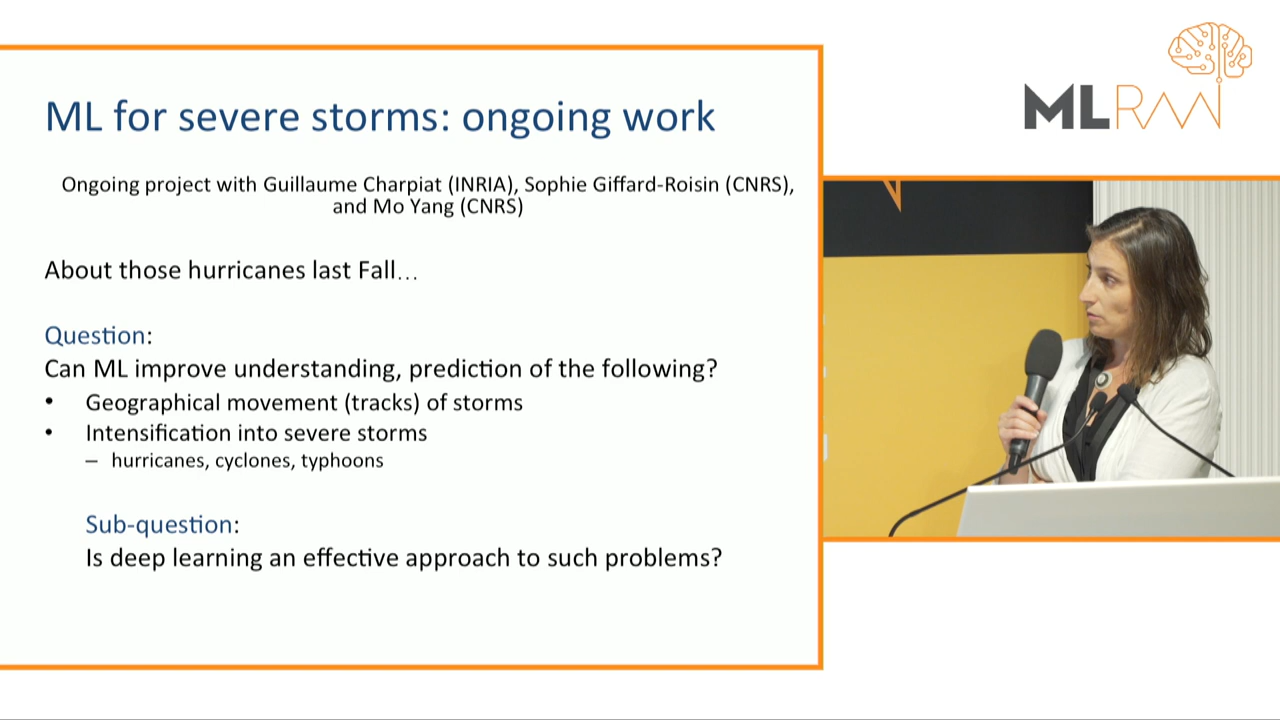 ML for severe storms: ongoing work
Ongoing project with Guillaume Charpiat (INRIA), Sophie Giffard-Roisin (CNRS),
and Mo Yang (CNRS)
About those hurricanes last Fall…
Question:
Can ML improve understanding, prediction of the following?
• Geographical movement (tracks) of storms
• Intensification into severe storms
– hurricanes, cyclones, typhoons
Sub-question:
Is deep learning an effective approach to such problems?